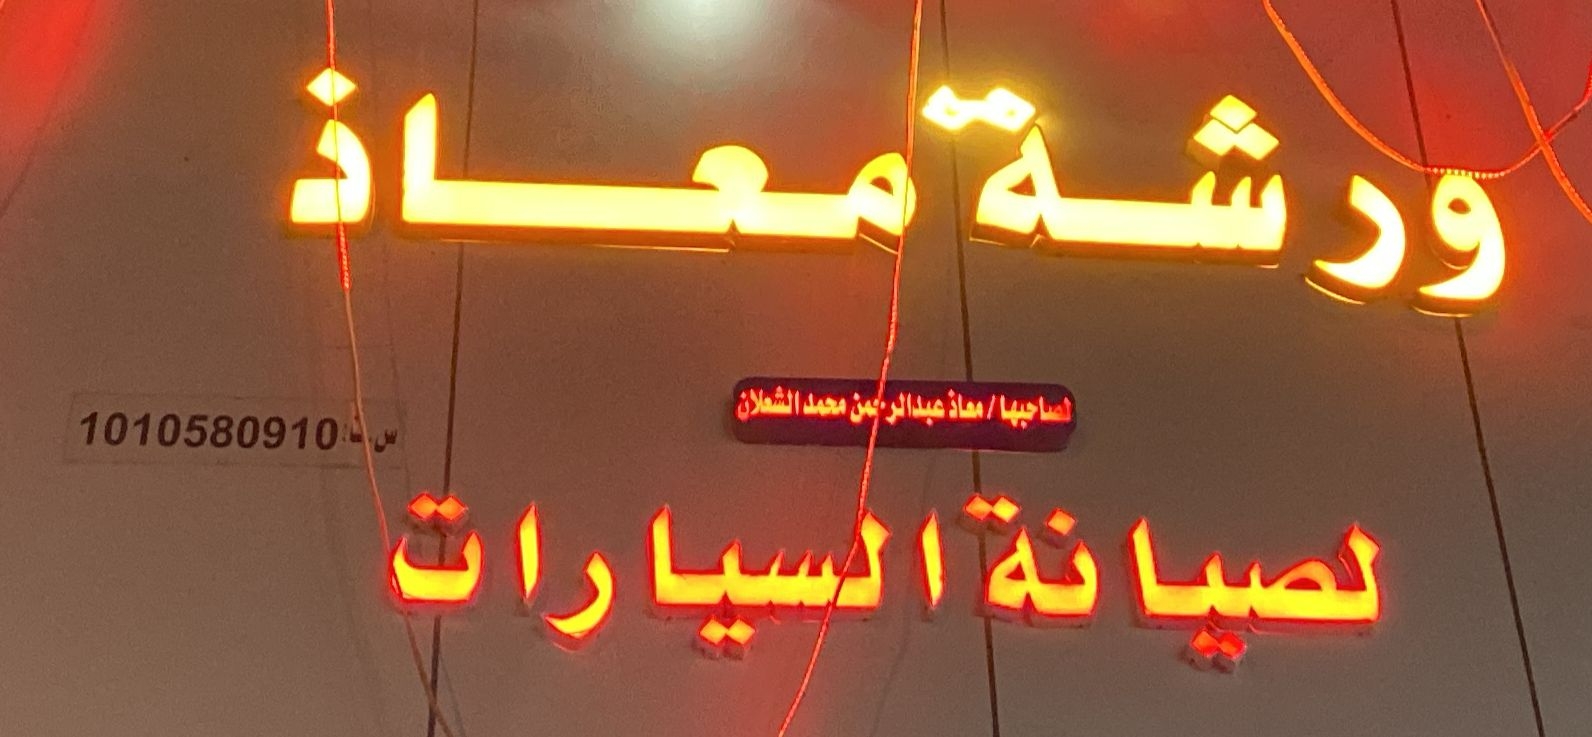 ورشة معاذ
لصاحبها / معاذ عبدالرحمن محمد الشعلان
س.ت: 1010580910
لصيانة السيارات